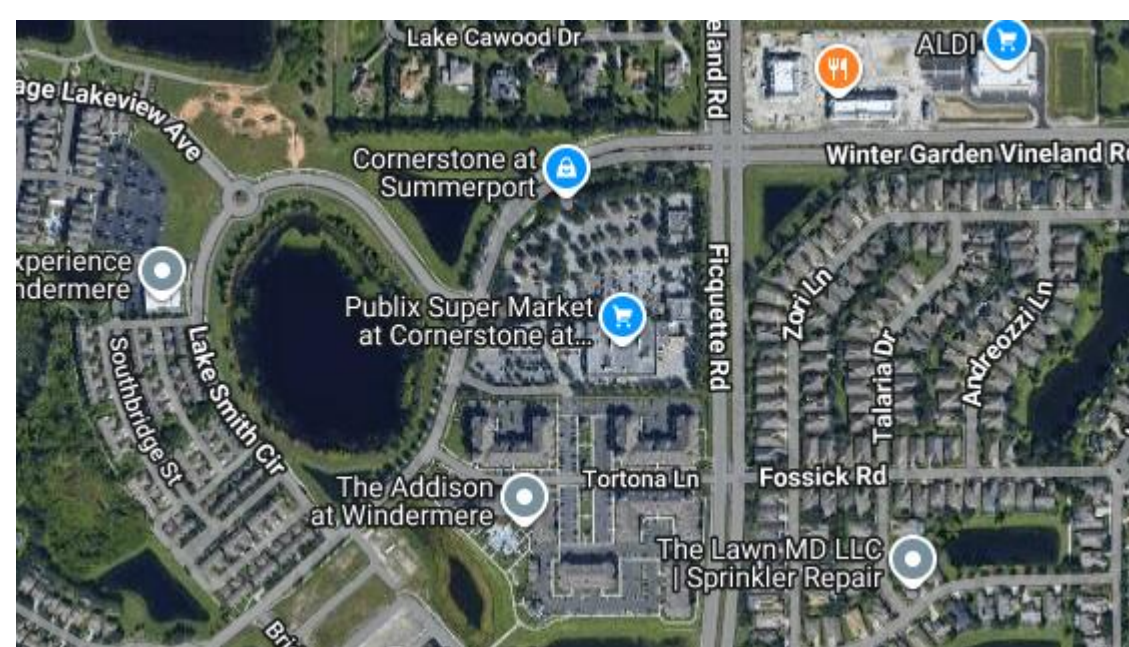 Lake Cawood Dr
eland Rd
ALDI
age Lakeview Ave
Cornerstone at
Summerport
Winter Garden Vineland R
xperience
ndermere
Publix Super Market
at Cornerstone at...
Ficquette Rd
Zori Ln
Talaria Dr
Andreozzi Ln
Southbridge St
Lake Smith Cir
The Addison
at Windermere
Tortona Ln
Fossick Rd
The Lawn MD LLC
| Sprinkler Repair
Bri